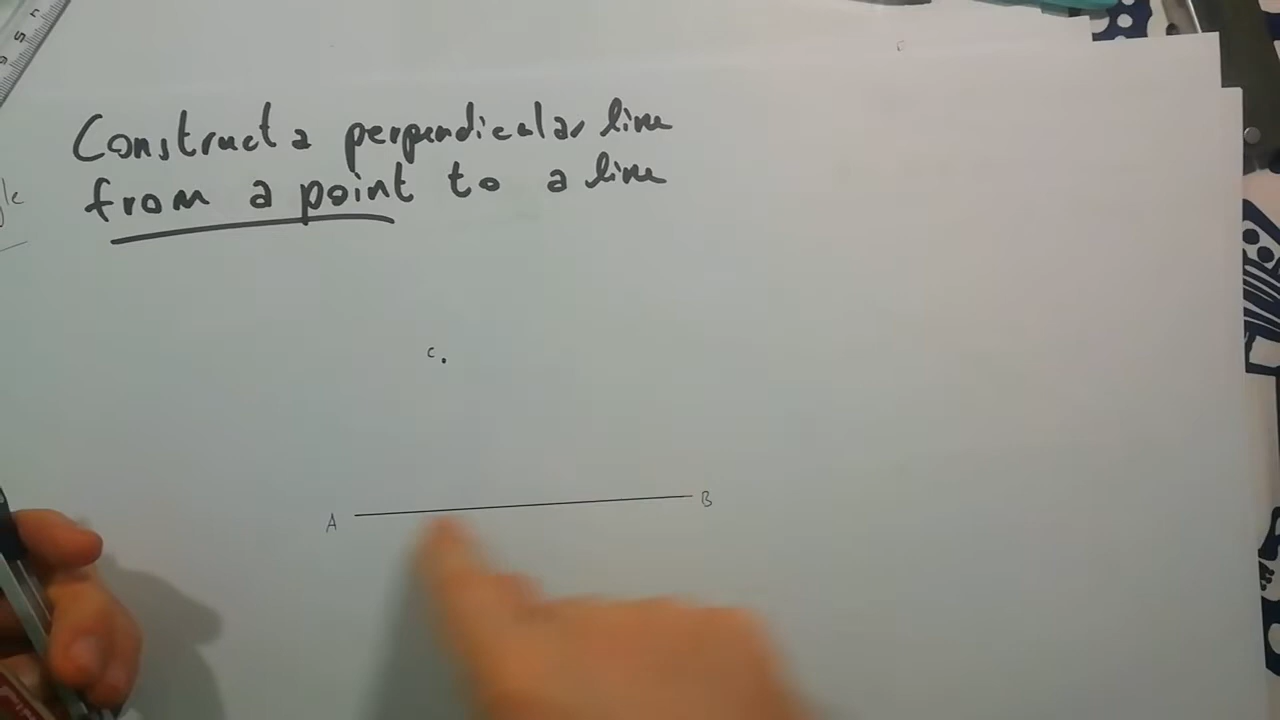 Construct a perpendicular line
from a point to a line
C.
A
B